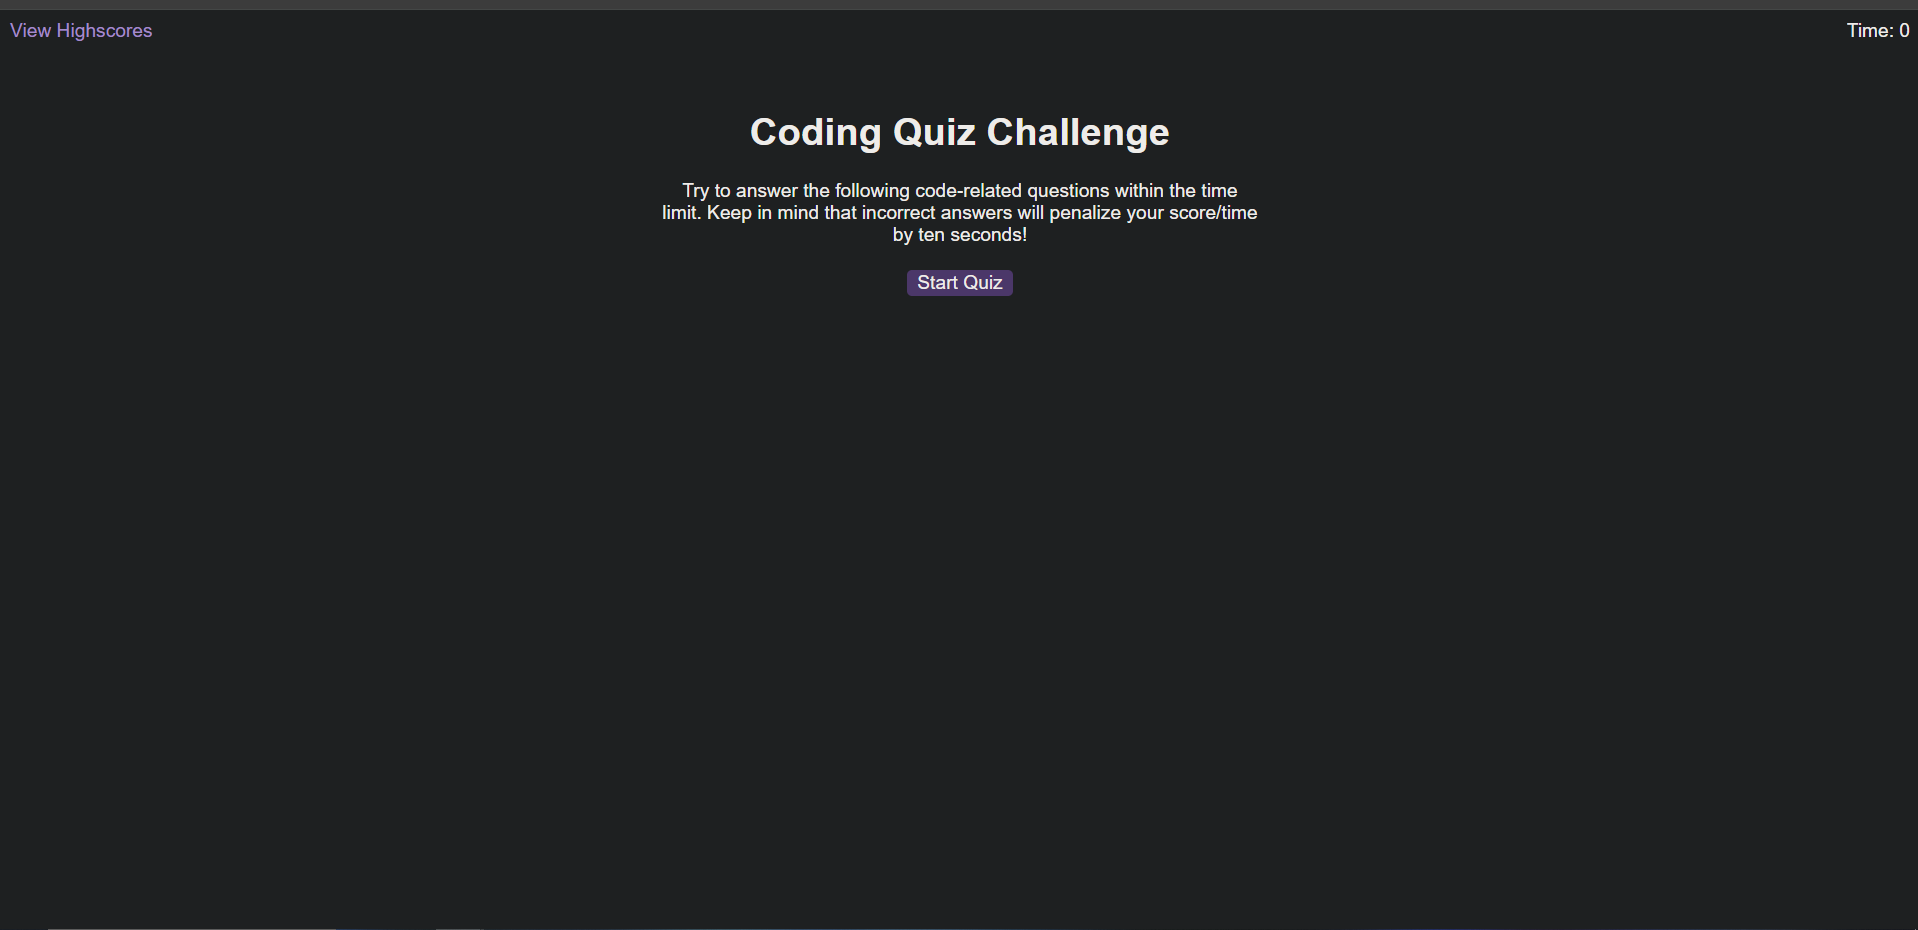 View Highscores
Time: 0
Coding Quiz Challenge
Try to answer the following code-related questions within the time
limit. Keep in mind that incorrect answers will penalize your score/time
by ten seconds!
Start Quiz